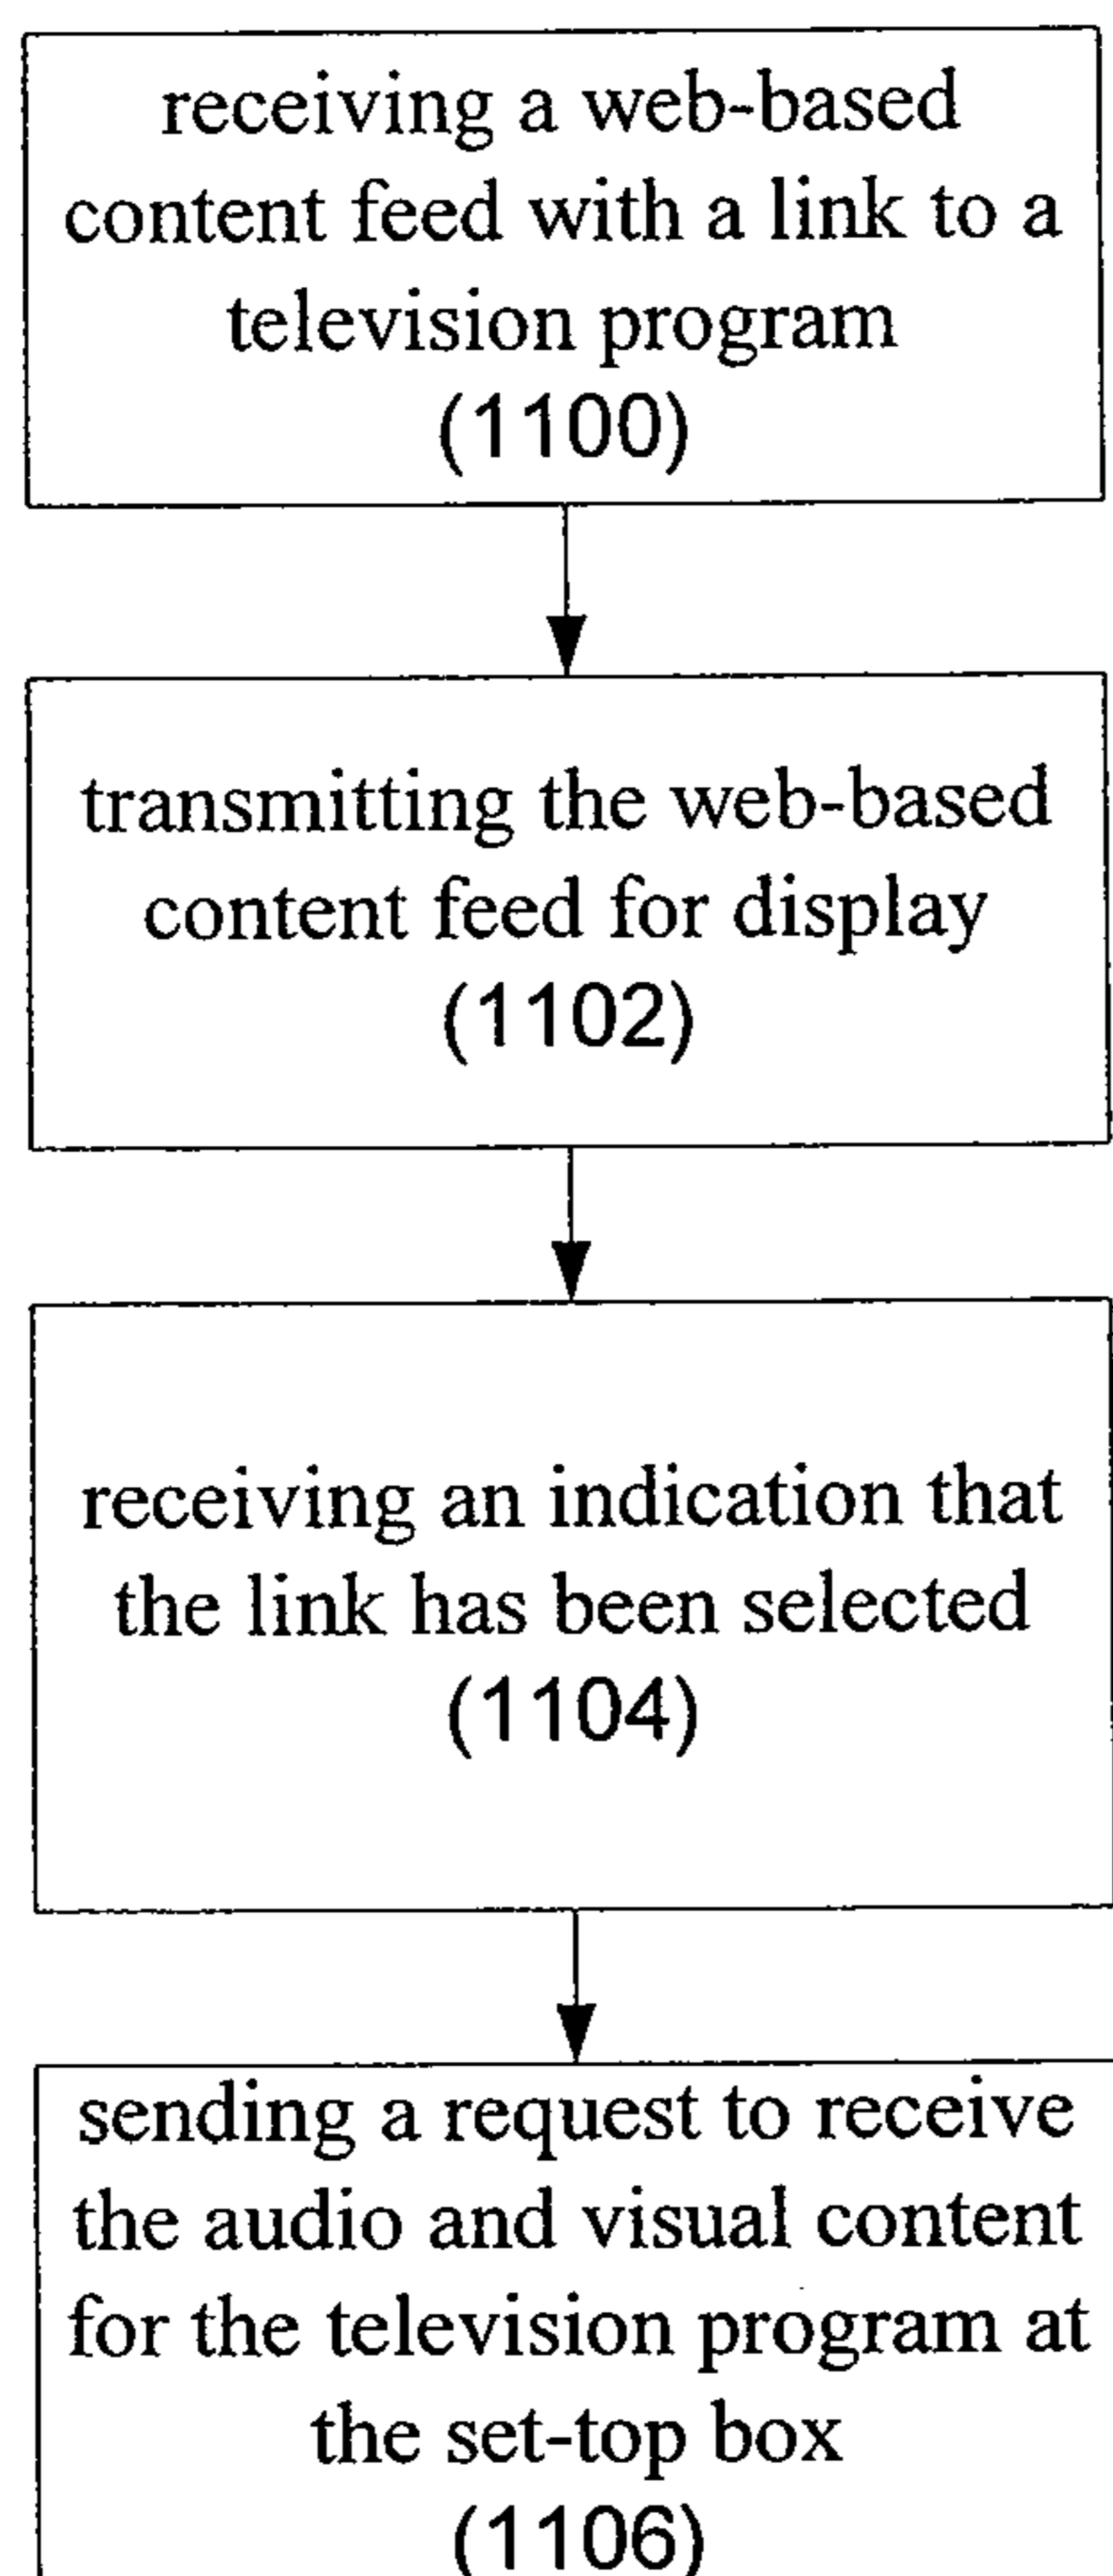 receiving a web-based
content feed with a link to a
television program
(1100)
transmitting the web-based
content feed for display
(1102)
receiving an indication that
the link has been selected
(1104)
sending a request to receive
the audio and visual content
for the television program at
the set-top box
(1106)